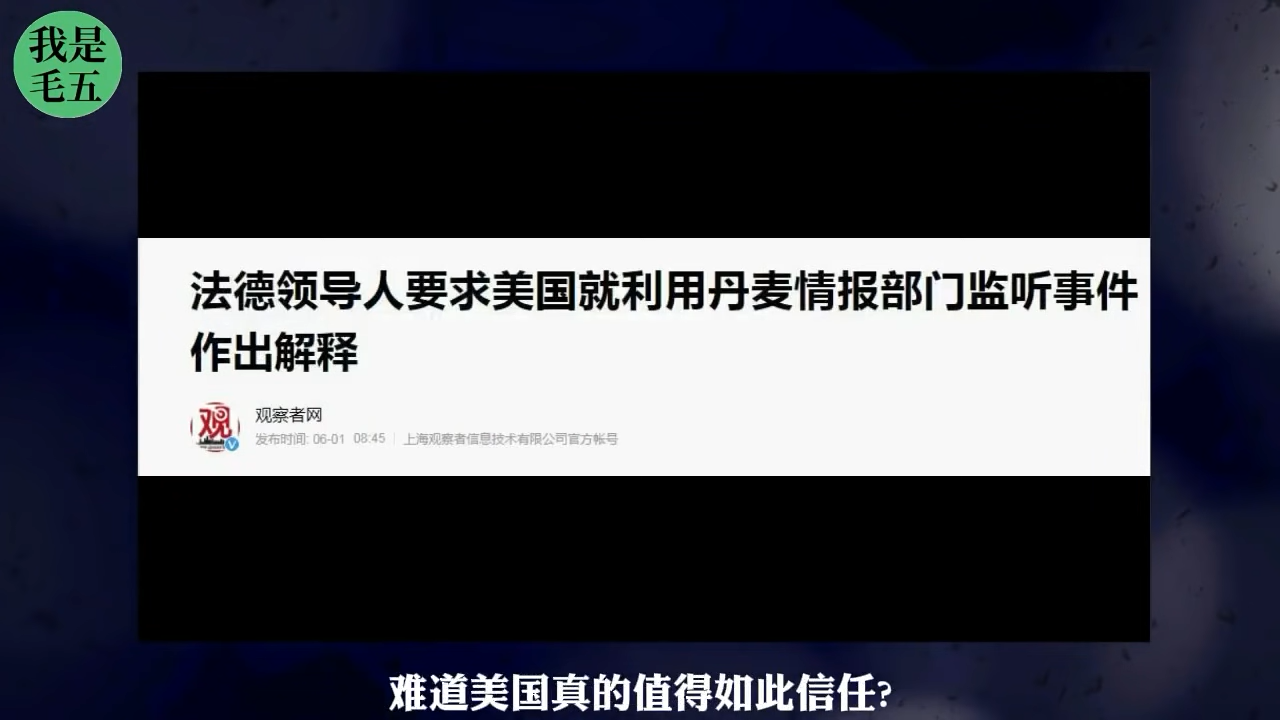 我是
毛五
法德领导人要求美国就利用丹麦情报部门监听事件
作出解释
观
观察者网
发布时间: 06-01 08:45 上海观察者信息技术有限公司官方帐号
难道美国真的值得如此信任?